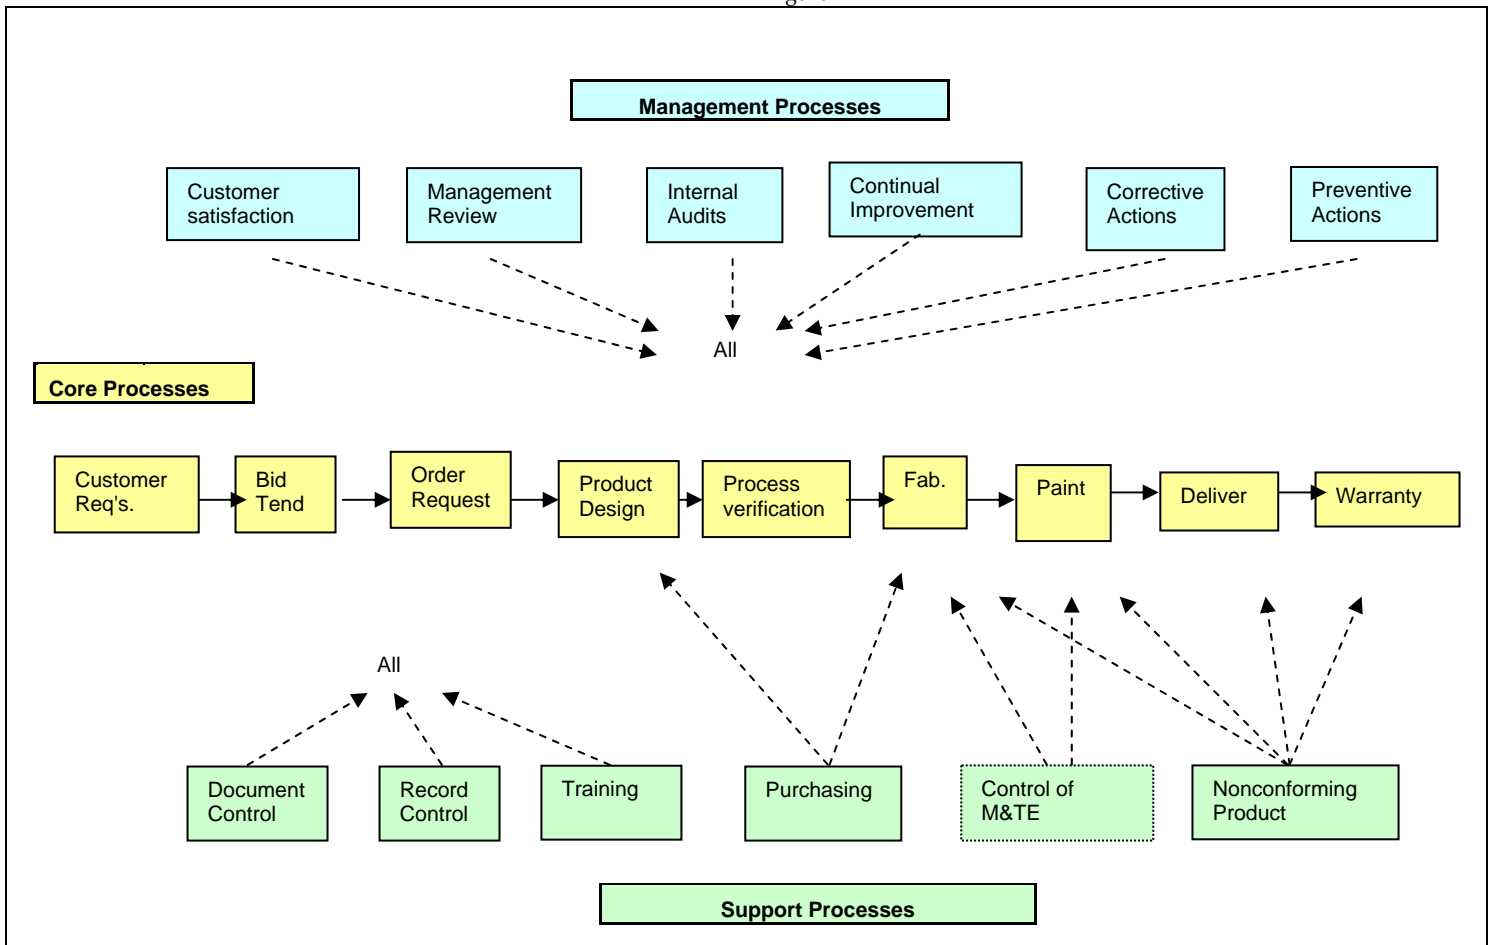 Management Processes
Customer
satisfaction
Management
Review
Internal
Audits
Continual
Improvement
Corrective
Actions
Preventive
Actions
All
Core Processes
Customer
Req's.
Bid
Tend
Order
Request
Product
Design
Process
verification
Fab.
Paint
Deliver
Warranty
All
Document
Control
Record
Control
Training
Purchasing
Control of
M&TE
Nonconforming
Product
Support Processes